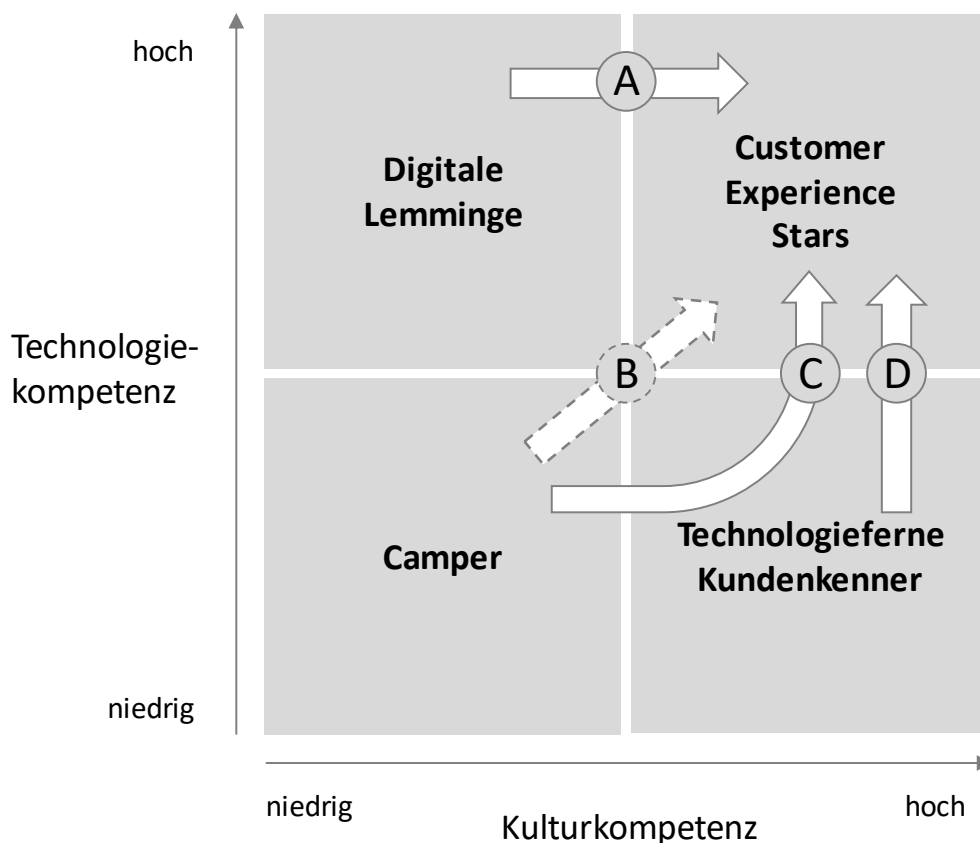 hoch
A
Digitale
Lemminge
Customer
Experience
Stars
Technologie-
kompetenz
B
C
D
Camper
Technologieferne
Kundenkenner
niedrig
niedrig
hoch
Kulturkompetenz